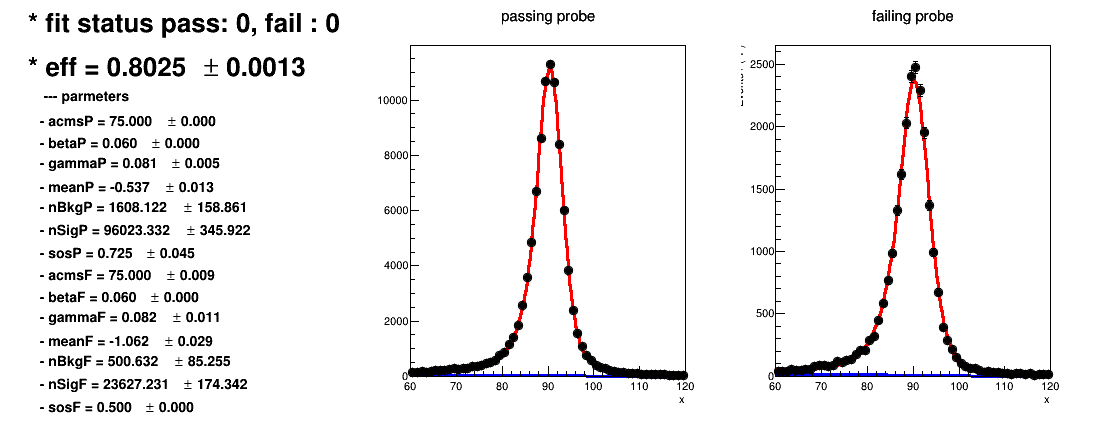 * fit status pass: 0, fail : 0
* eff = 0.8025 ± 0.0013
--- parmeters
- acmsP = 75.000 ± 0.000
- betaP = 0.060 ± 0.000
- gammaP = 0.081 ± 0.005
- meanP = -0.537 ± 0.013
- nBkgP = 1608.122 ± 158.861
- nSigP = 96023.332 ± 345.922
- sosP = 0.725 ± 0.045
- acmsF = 75.000 ± 0.009
- betaF = 0.060 ± 0.000
- gammaF = 0.082 ± 0.011
- meanF = -1.062 ± 0.029
- nBkgF = 500.632 ± 85.255
- nSigF = 23627.231 ± 174.342
- sosF = 0.500 ± 0.000
passing probe
10000
8000
6000
4000
2000
0
60 70 80 90 100 110 120
x
failing probe
2500
2000
1500
1000
500
0
60 70 80 90 100 110 120
x